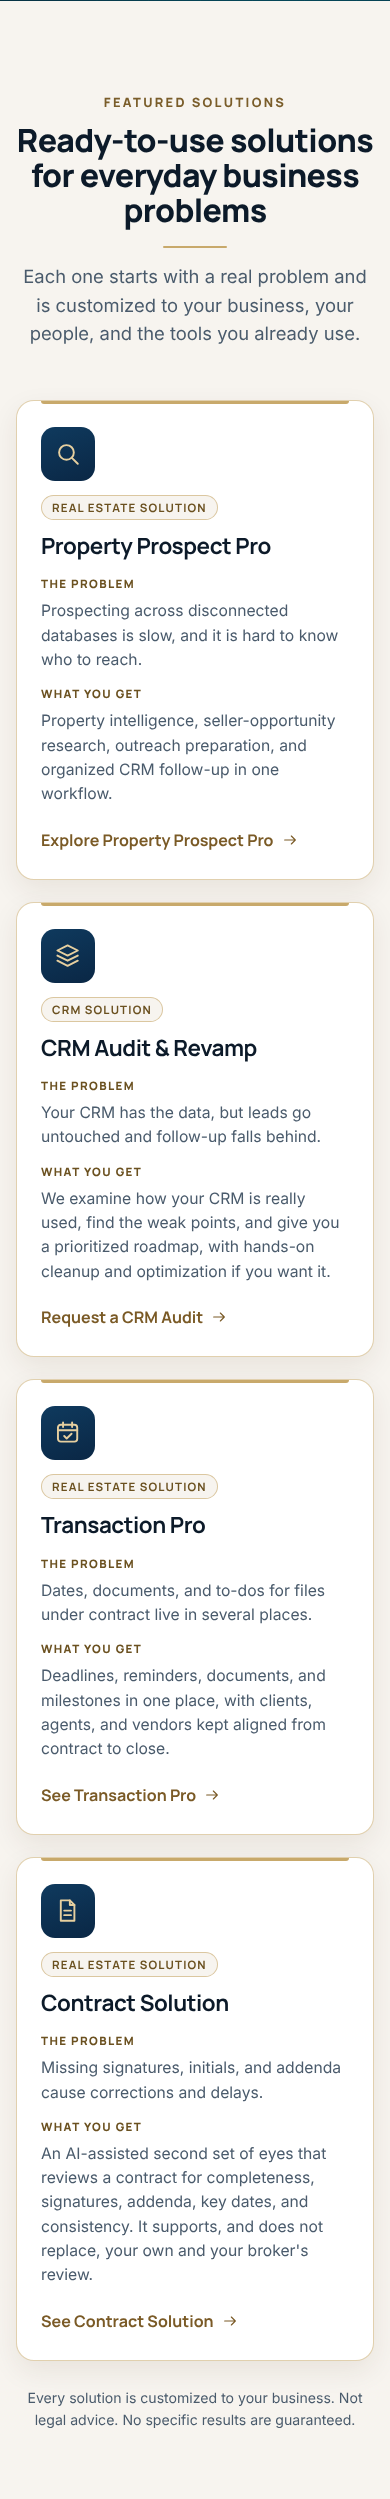 FEATURED SOLUTIONS
Ready-to-use solutions
for everyday business
problems
Each one starts with a real problem and
is customized to your business, your
people, and the tools you already use.
REAL ESTATE SOLUTION
Property Prospect Pro
THE PROBLEM
Prospecting across disconnected
databases is slow, and it is hard to know
who to reach.
WHAT YOU GET
Property intelligence, seller-opportunity
research, outreach preparation, and
organized CRM follow-up in one
workflow.
Explore Property Prospect Pro →
CRM SOLUTION
CRM Audit & Revamp
THE PROBLEM
Your CRM has the data, but leads go
untouched and follow-up falls behind.
WHAT YOU GET
We examine how your CRM is really
used, find the weak points, and give you
a prioritized roadmap, with hands-on
cleanup and optimization if you want it.
Request a CRM Audit →
REAL ESTATE SOLUTION
Transaction Pro
THE PROBLEM
Dates, documents, and to-dos for files
under contract live in several places.
WHAT YOU GET
Deadlines, reminders, documents, and
milestones in one place, with clients,
agents, and vendors kept aligned from
contract to close.
See Transaction Pro →
REAL ESTATE SOLUTION
Contract Solution
THE PROBLEM
Missing signatures, initials, and addenda
cause corrections and delays.
WHAT YOU GET
An AI-assisted second set of eyes that
reviews a contract for completeness,
signatures, addenda, key dates, and
consistency. It supports, and does not
replace, your own and your broker's
review.
See Contract Solution →
Every solution is customized to your business. Not
legal advice. No specific results are guaranteed.